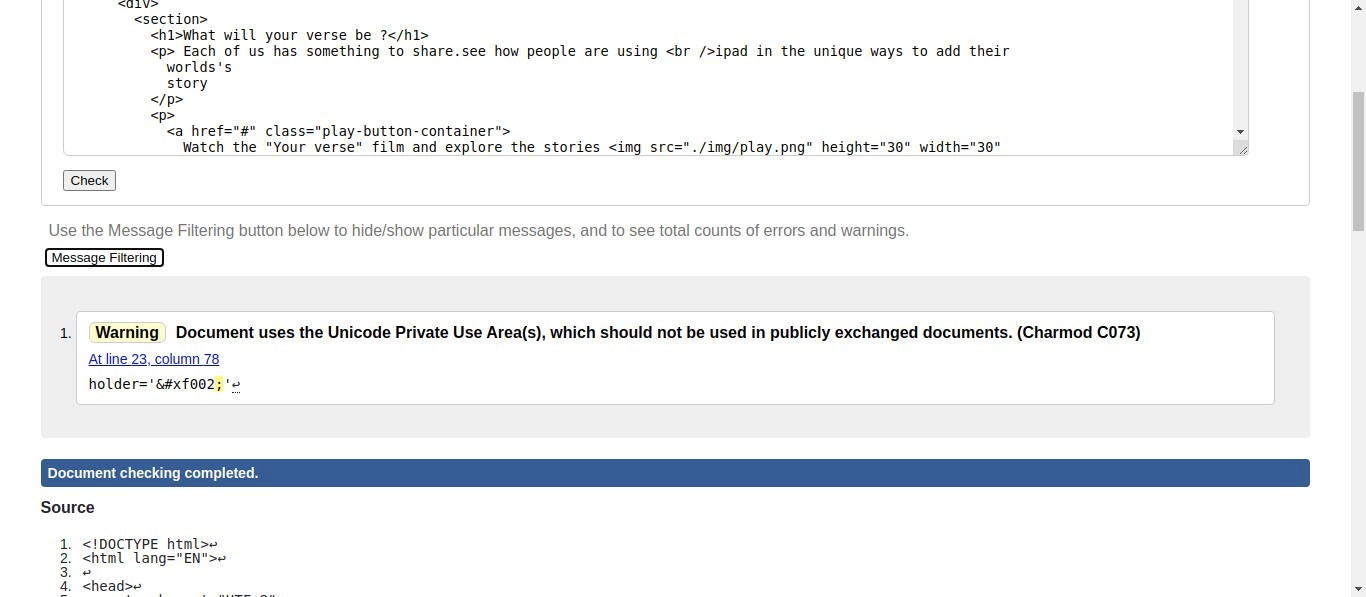 <div>
<section>
<h1>What will your verse be ?</h1>
<p> Each of us has something to share.see how people are using <br />ipad in the unique ways to add their
worlds's
story
</p>
<p>
<a href="#" class="play-button-container">
Watch the "Your verse" film and explore the stories <img src="./img/play.png" height="30" width="30"
Check
Use the Message Filtering button below to hide/show particular messages, and to see total counts of errors and warnings.
Message Filtering
1. Warning Document uses the Unicode Private Use Area(s), which should not be used in publicly exchanged documents. (Charmod C073)
At line 23, column 78
holder='&#xf002;'↩
Document checking completed.
Source
1. <!DOCTYPE html>↩
2. <html lang="EN">↩
3. ↩
4. <head>↩